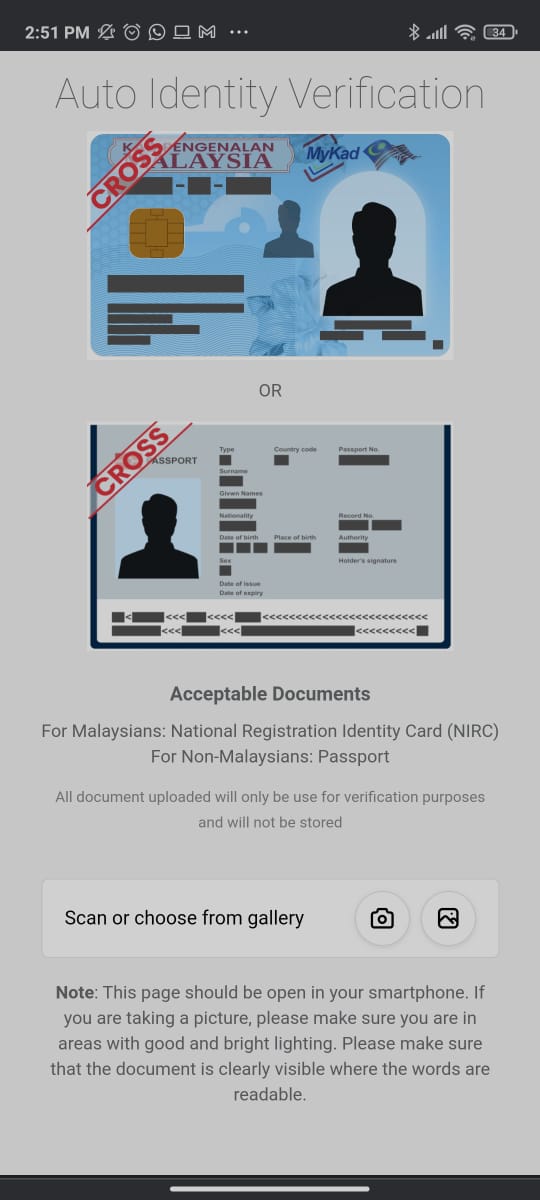 2:51 PM
34
Auto Identity Verification
CROSS
ENGENALAN
MyKad
ALAYSIA
OR
CROSS
ASSPORT
Type Country code Passport No.
Surname
Given Names
Nationality Record No.
Date of birth Place of birth Authority
Sex Holder's signature
Date of issue
Date of expiry
< <<< <<<< <<<<<<<<<<<<<<<<<<<<<<<<<
<<< <<< <<<<<<<<<
Acceptable Documents
For Malaysians: National Registration Identity Card (NIRC)
For Non-Malaysians: Passport
All document uploaded will only be use for verification purposes
and will not be stored
Scan or choose from gallery
Note: This page should be open in your smartphone. If
you are taking a picture, please make sure you are in
areas with good and bright lighting. Please make sure
that the document is clearly visible where the words are
readable.